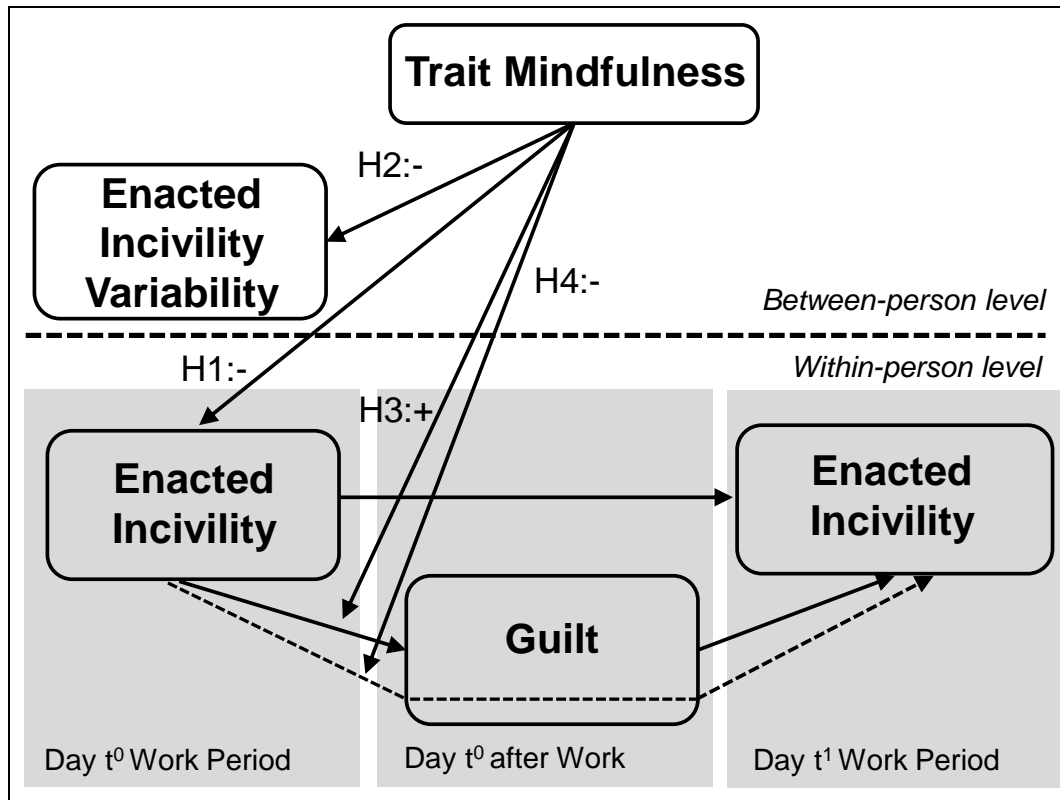 Trait Mindfulness
H2:-
Enacted
Incivility
Variability
H4:-
Between-person level
Within-person level
H1:-
H3:+
Enacted
Incivility
Enacted
Incivility
Guilt
Day t⁰ Work Period
Day t⁰ after Work
Day t¹ Work Period